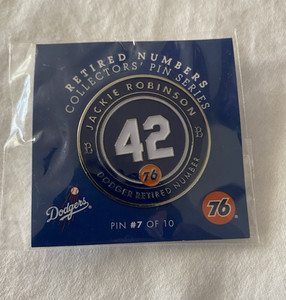 RETIRED NUMBERS
COLLECTORS' PIN SERIES
JACKIE ROBINSON
B 42 B
76
DODGER RETIRED NUMBER
Dodgers
76
PIN #7 OF 10